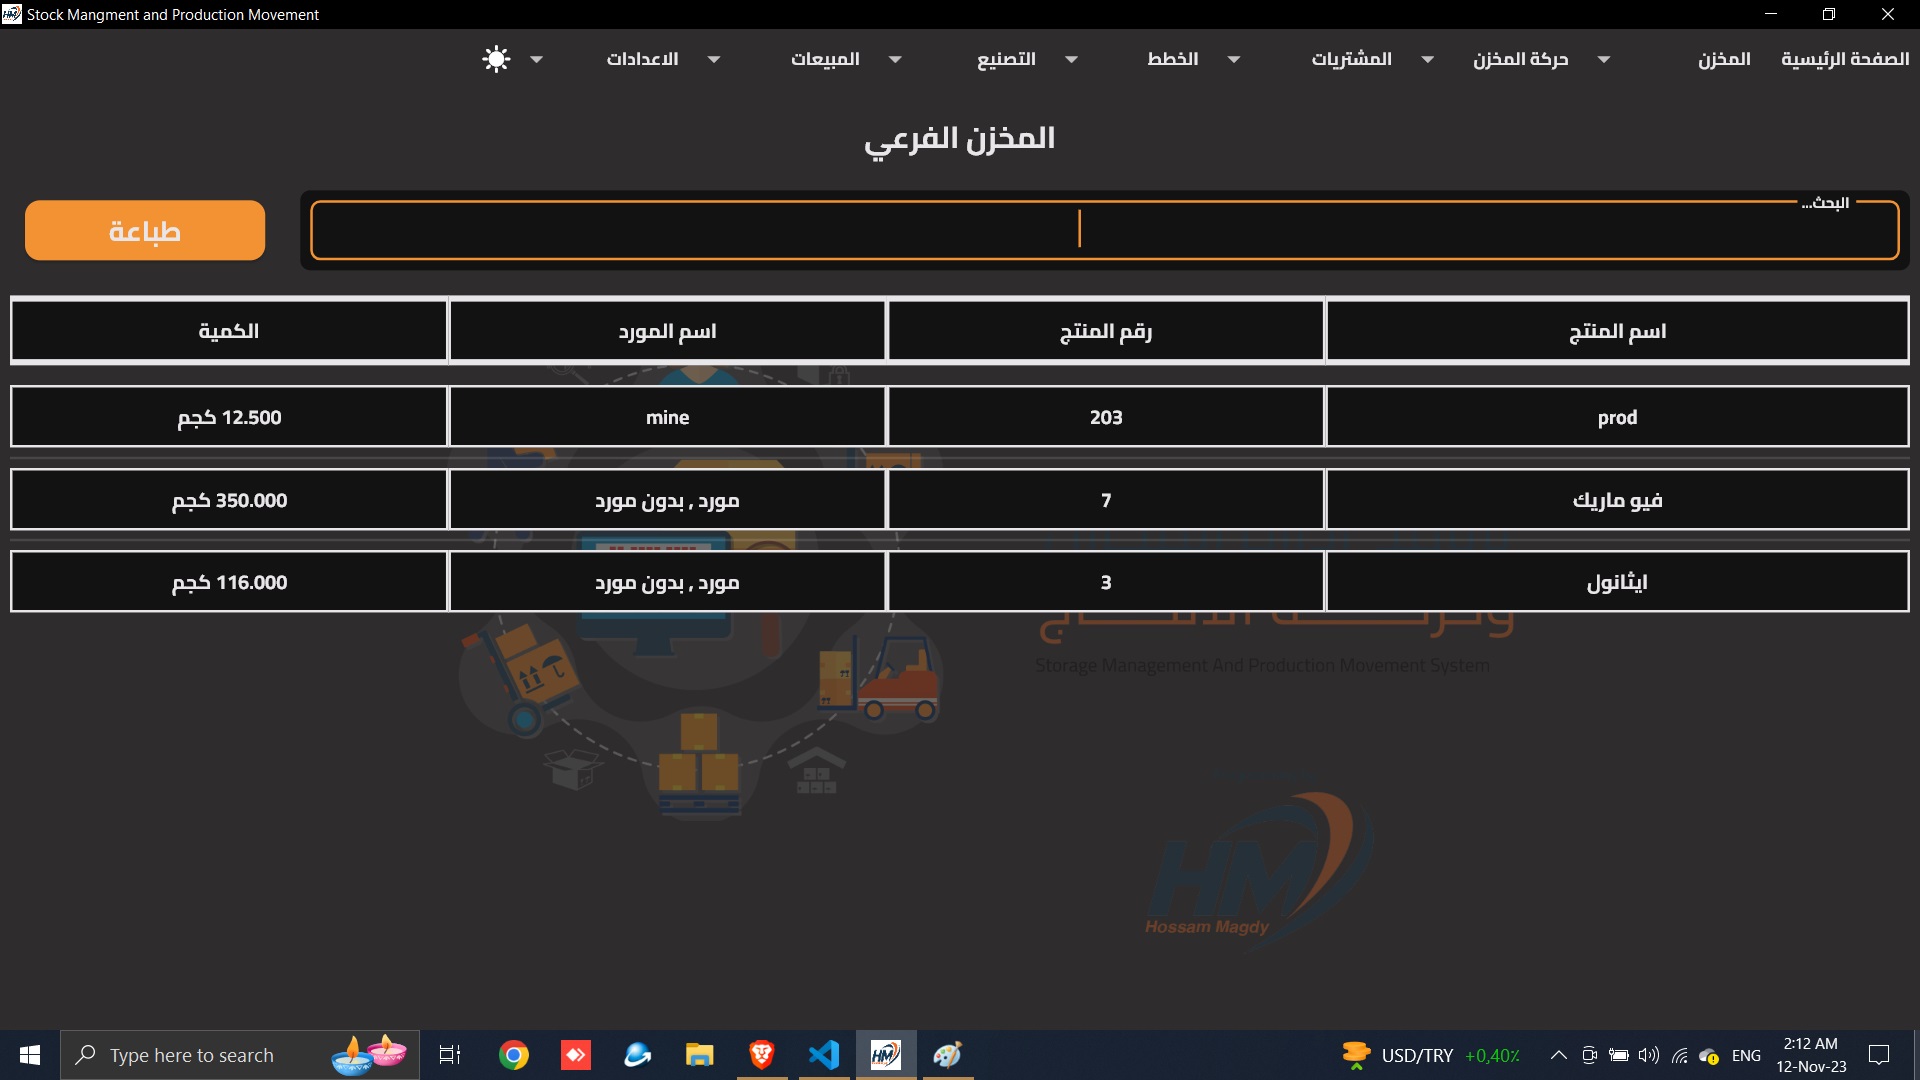 Stock Mangment and Production Movement
الصفحة الرئيسية
المخزن
حركة المخزن
المشتريات
الخطط
التصنيع
المبيعات
الاعدادات
المخزن الفرعي
البحث...
طباعة
اسم المنتج
رقم المنتج
اسم المورد
الكمية
prod
203
mine
12.500 كجم
فيو ماريك
7
مورد , بدون مورد
350.000 كجم
ايثانول
3
مورد , بدون مورد
116.000 كجم
Storage Management And Production Movement System
HM
Hossam Magdy
Type here to search
USD/TRY +0,40%
ENG
2:12 AM
12-Nov-23